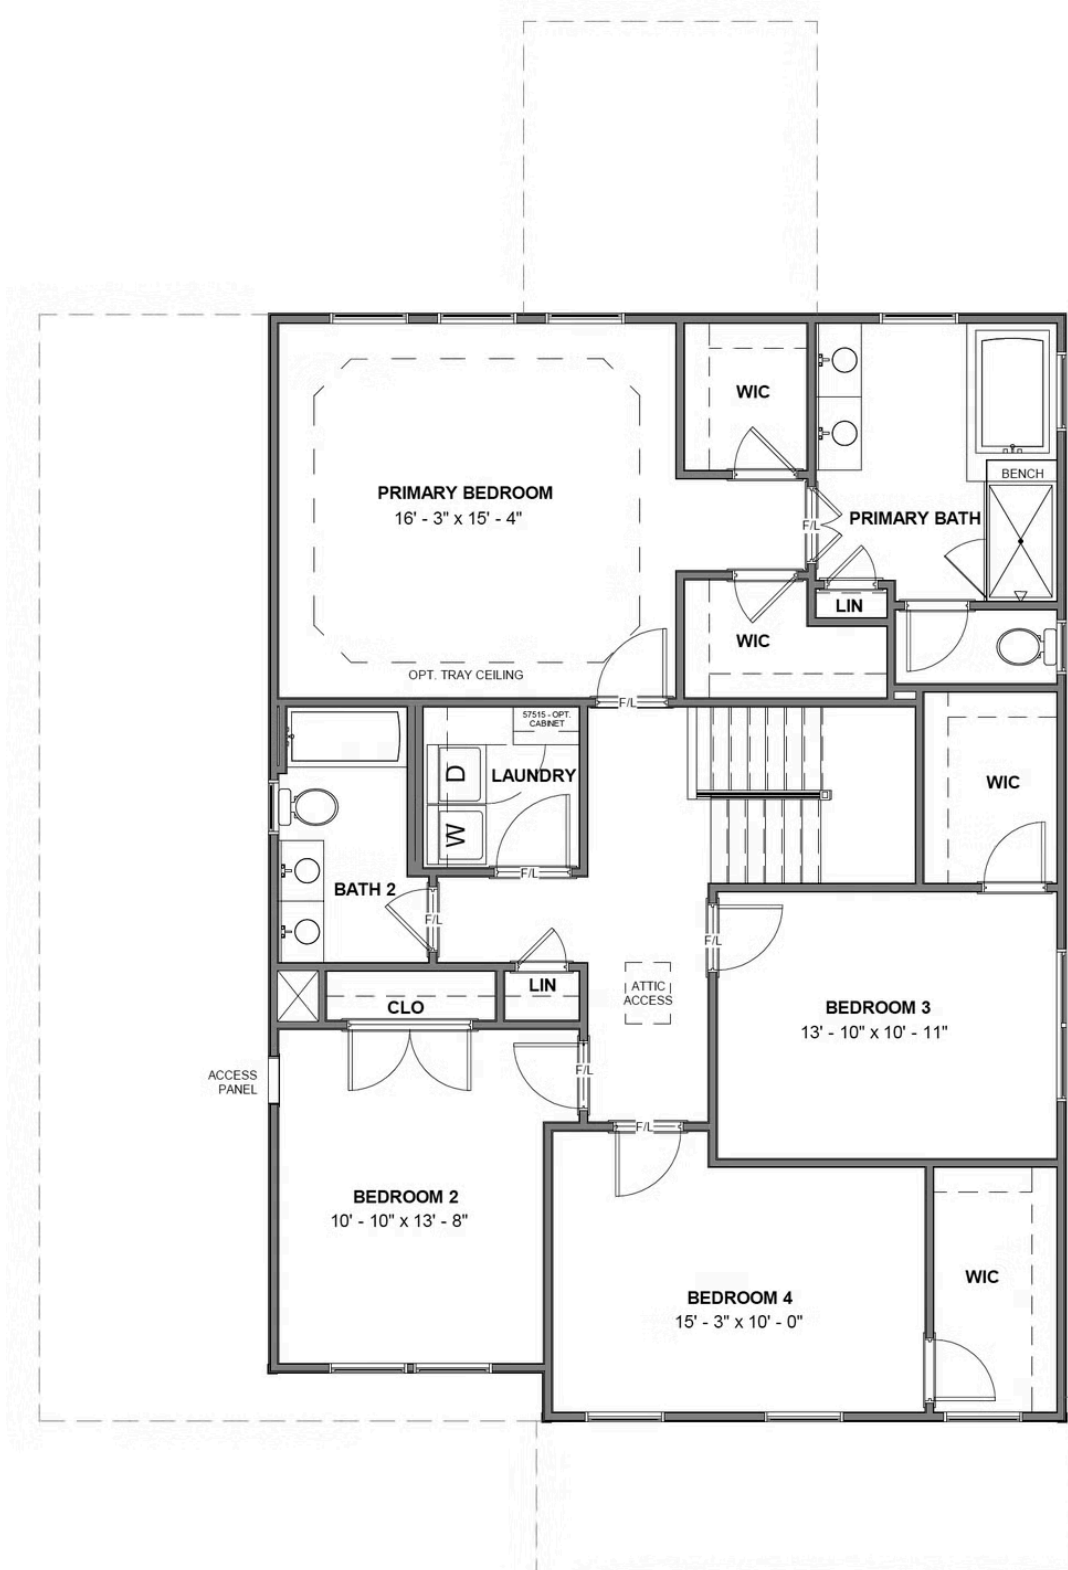 WIC
BENCH
PRIMARY BEDROOM
16' - 3" x 15' - 4"
F/L
PRIMARY BATH
LIN
WIC
OPT. TRAY CEILING
F/L
57515 - OPT.
CABINET
D
LAUNDRY
WIC
W
F/L
BATH 2
F/L
F/L
LIN
ATTIC
ACCESS
CLO
BEDROOM 3
13' - 10" x 10' - 11"
ACCESS
PANEL
F/L
F/L
BEDROOM 2
10' - 10" x 13' - 8"
WIC
BEDROOM 4
15' - 3" x 10' - 0"